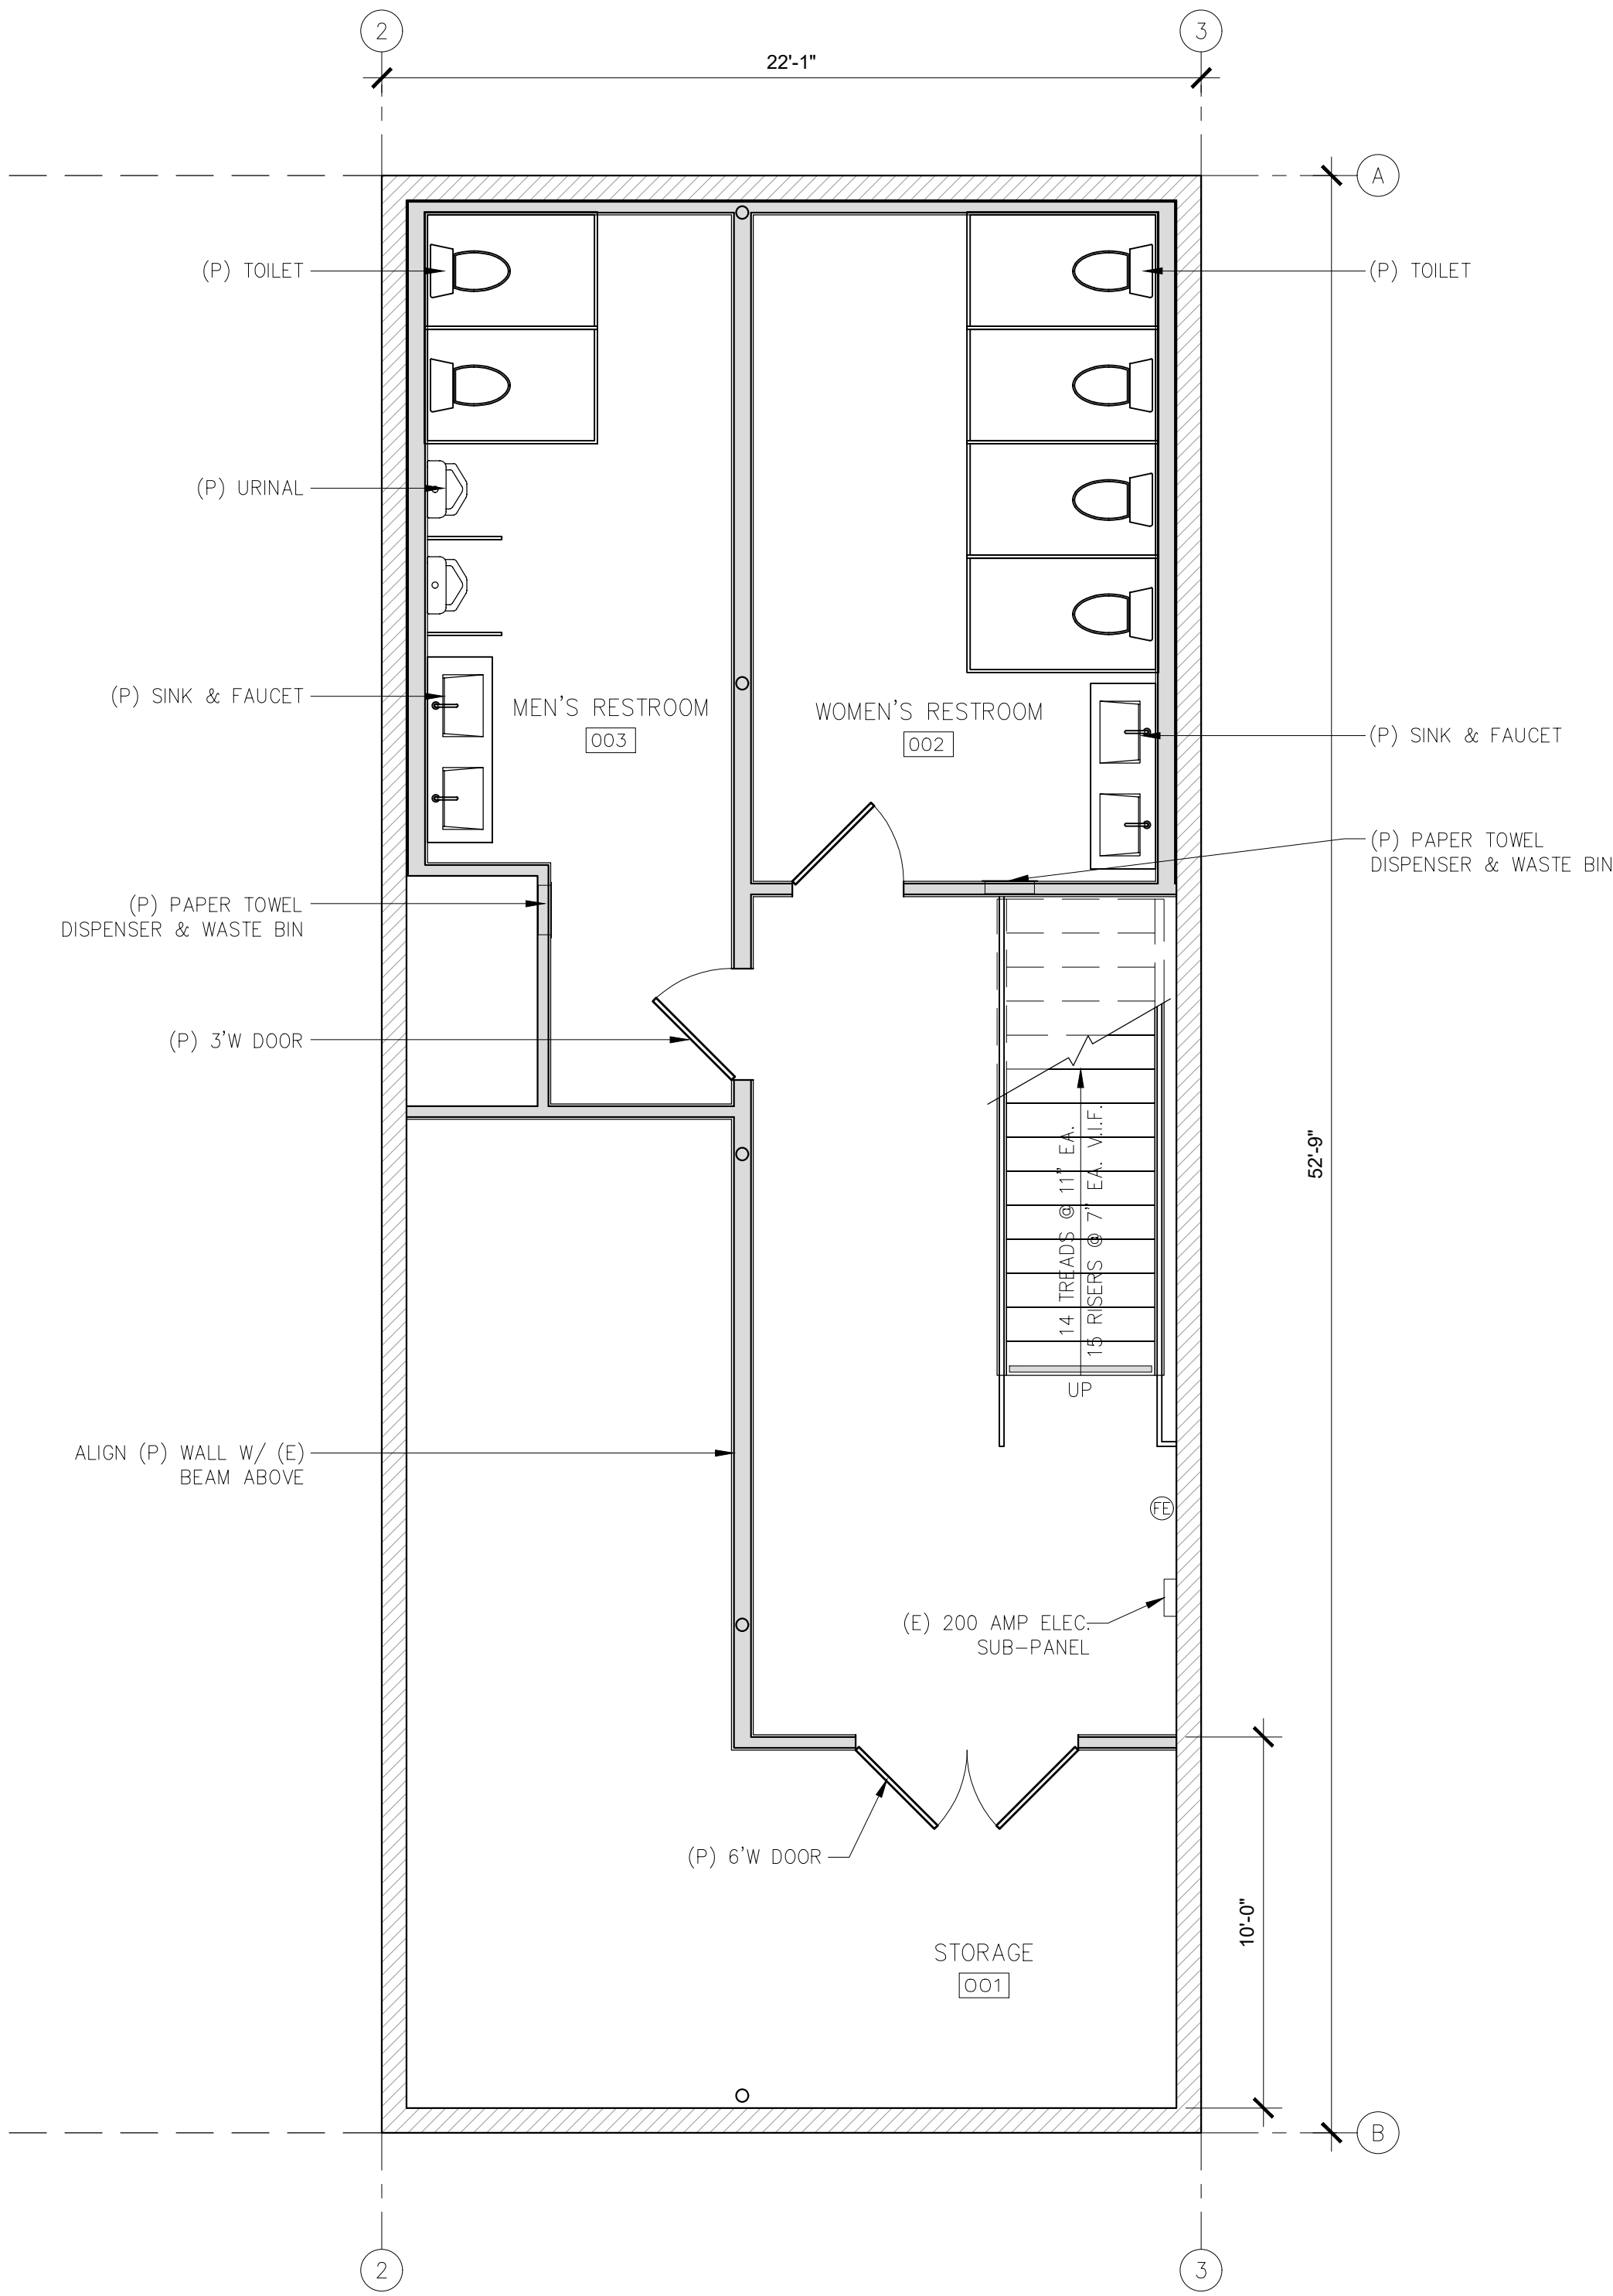 2
3
22'-1"
A
(P) TOILET
(P) TOILET
(P) URINAL
(P) SINK & FAUCET
MEN'S RESTROOM
003
WOMEN'S RESTROOM
002
(P) SINK & FAUCET
(P) PAPER TOWEL
DISPENSER & WASTE BIN
(P) PAPER TOWEL
DISPENSER & WASTE BIN
(P) 3'W DOOR
14 TREADS @ 11" EA.
15 RISERS @ 7" EA. V.I.F.
UP
52'-9"
ALIGN (P) WALL W/ (E)
BEAM ABOVE
FE
(E) 200 AMP ELEC.
SUB-PANEL
(P) 6'W DOOR
10'-0"
STORAGE
001
B
2
3